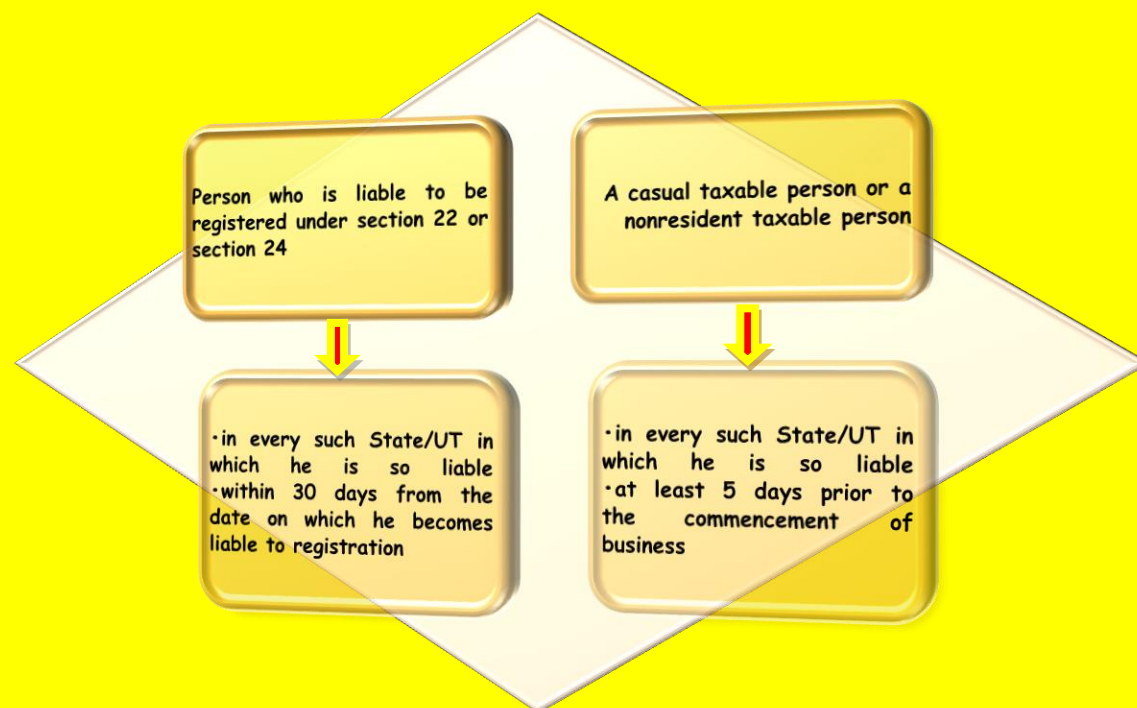 Person who is liable to be
registered under section 22 or
section 24
A casual taxable person or a
nonresident taxable person
•in every such State/UT in
which he is so liable
•within 30 days from the
date on which he becomes
liable to registration
•in every such State/UT in
which he is so liable
•at least 5 days prior to
the commencement of
business